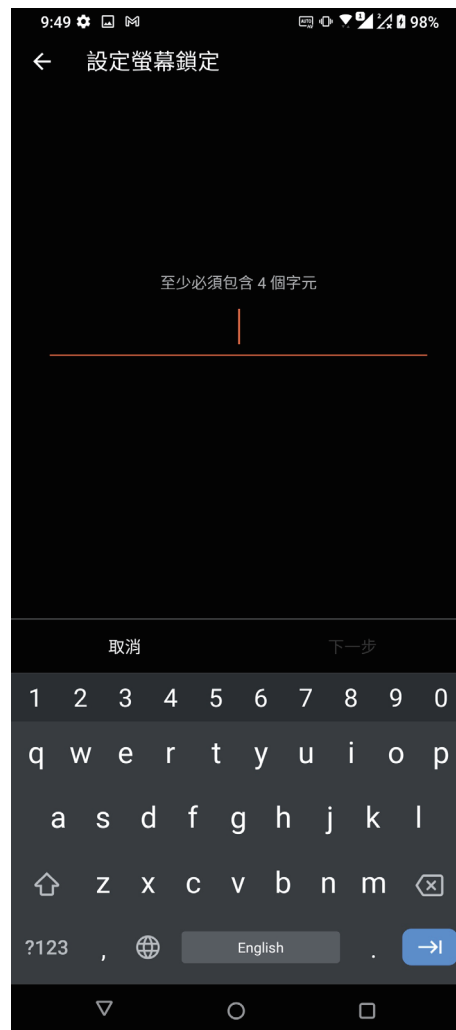 9:49 98%
設定螢幕鎖定
至少必須包含 4 個字元
取消 下一步
1 2 3 4 5 6 7 8 9 0
q w e r t y u i o p
a s d f g h j k l
z x c v b n m
?123 , English .